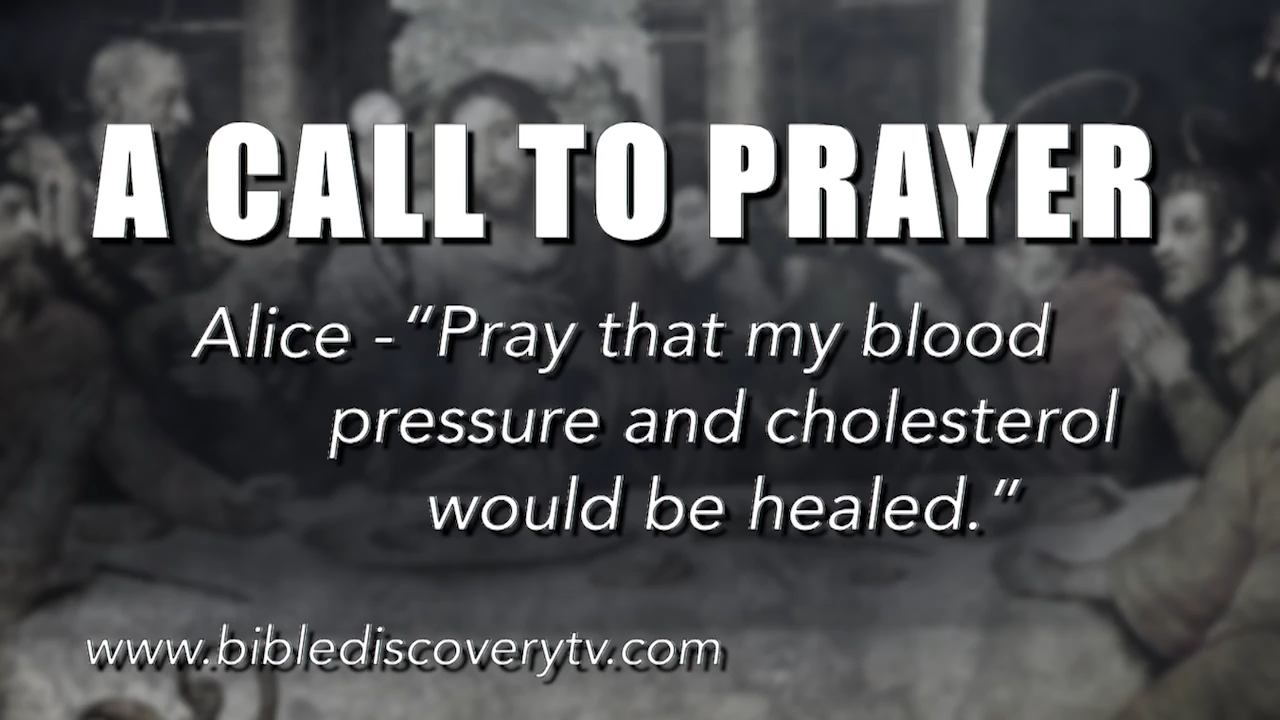 A CALL TO PRAYER
Alice -“Pray that my blood
pressure and cholesterol
would be healed.”
www.biblediscoverytv.com